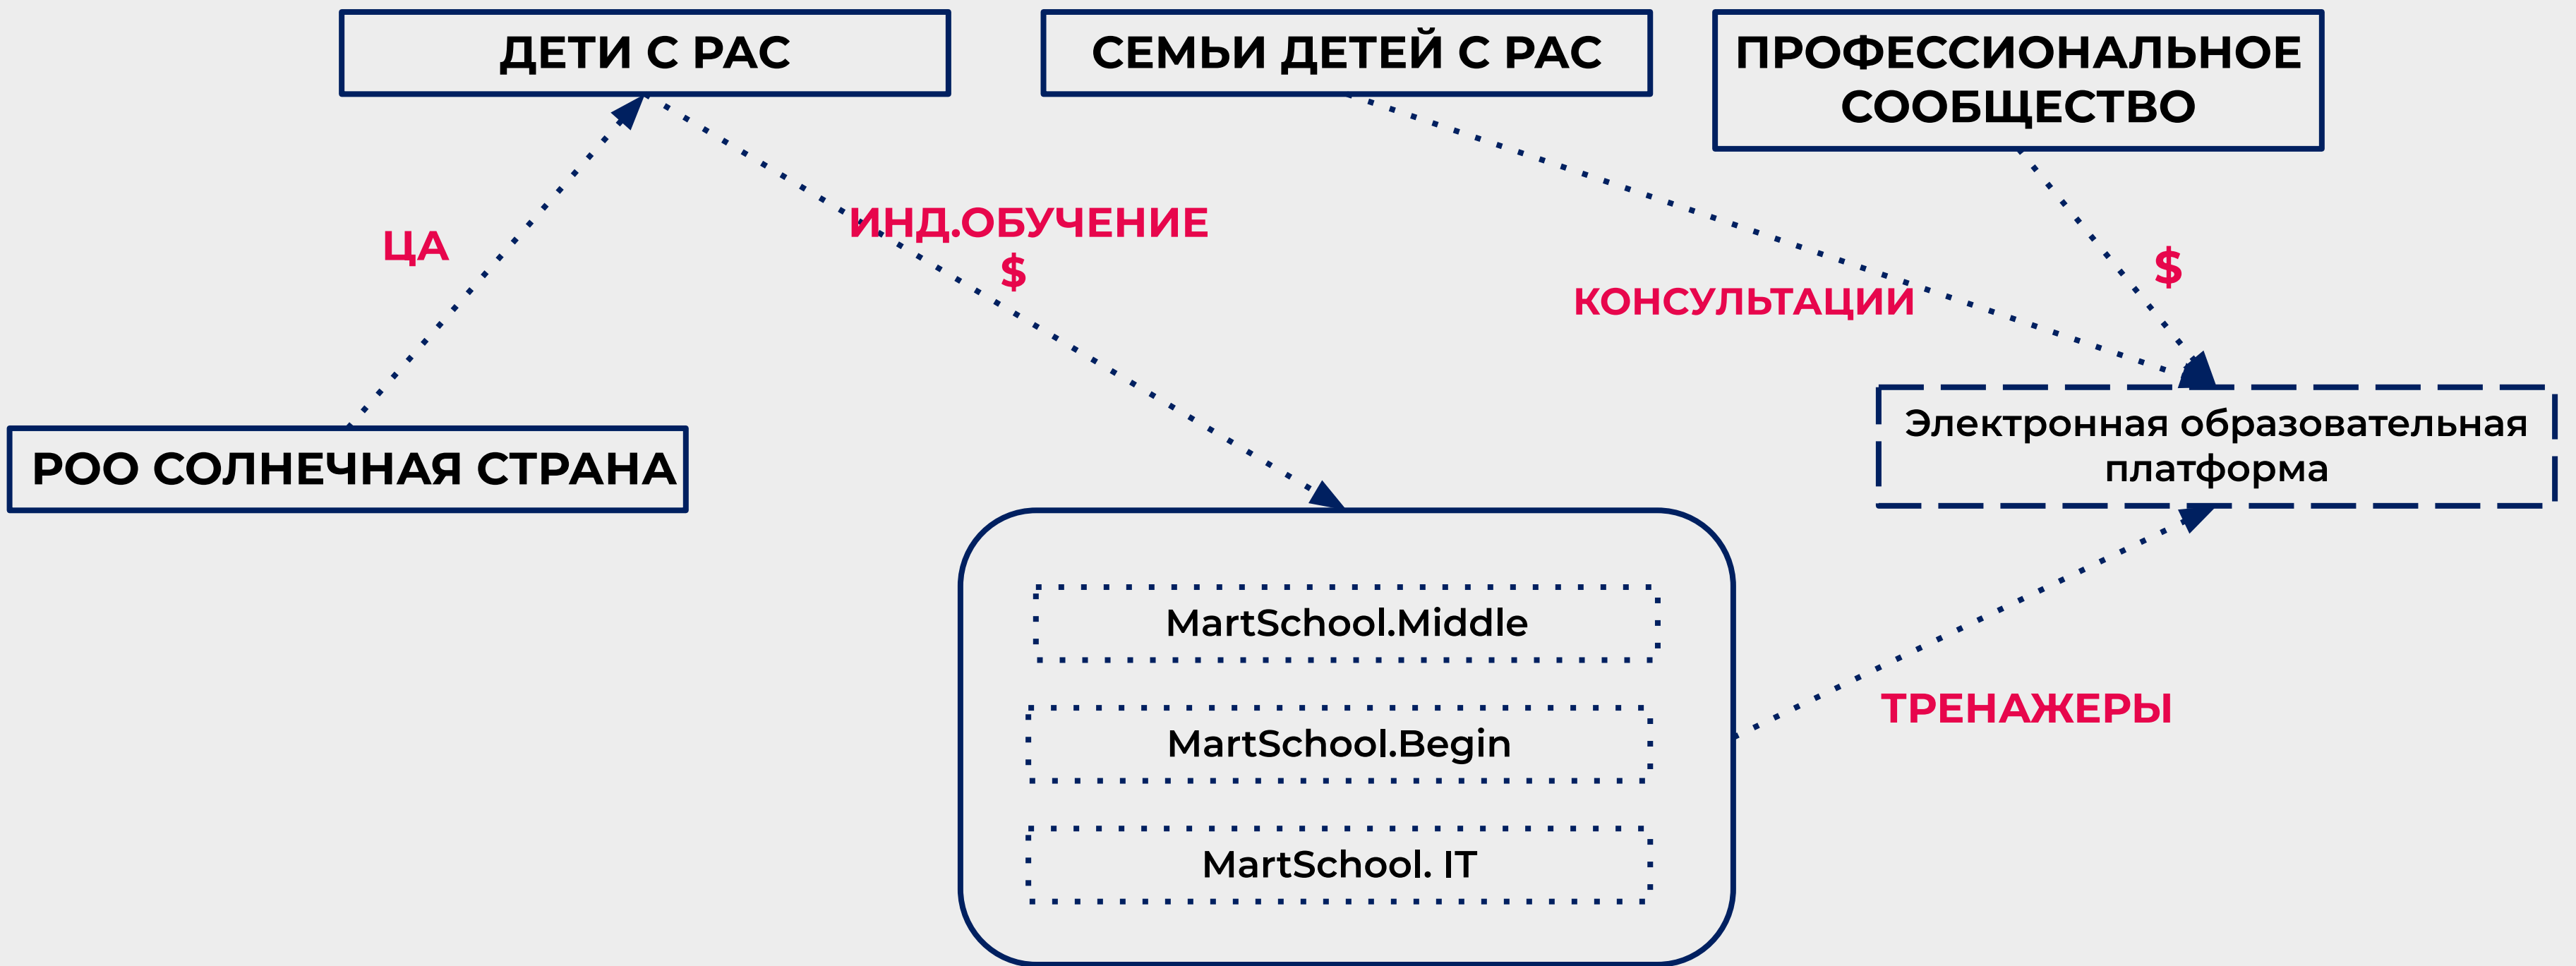 ДЕТИ С РАС
СЕМЬИ ДЕТЕЙ С РАС
ПРОФЕССИОНАЛЬНОЕ
СООБЩЕСТВО
ЦА
ИНД.ОБУЧЕНИЕ
$
КОНСУЛЬТАЦИИ
$
РОО СОЛНЕЧНАЯ СТРАНА
Электронная образовательная
платформа
MartSchool.Middle
MartSchool.Begin
MartSchool. IT
ТРЕНАЖЕРЫ